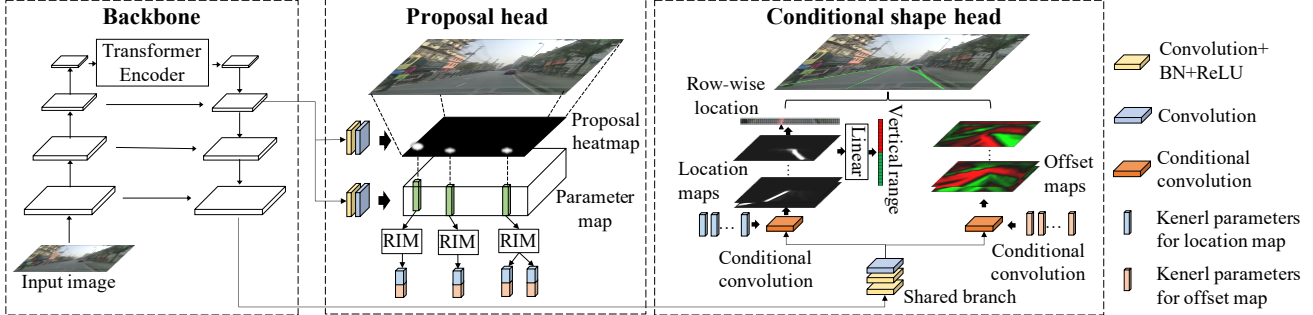 Backbone
Transformer
Encoder
Input image
Proposal head
Proposal
heatmap
Parameter
map
RIM
RIM
RIM
Conditional shape head
Row-wise
location
Location
maps
Linear
Vertical range
Offset
maps
Conditional
convolution
Conditional
convolution
Shared branch
Convolution+
BN+ReLU
Convolution
Conditional
convolution
Kenerl parameters
for location map
Kenerl parameters
for offset map